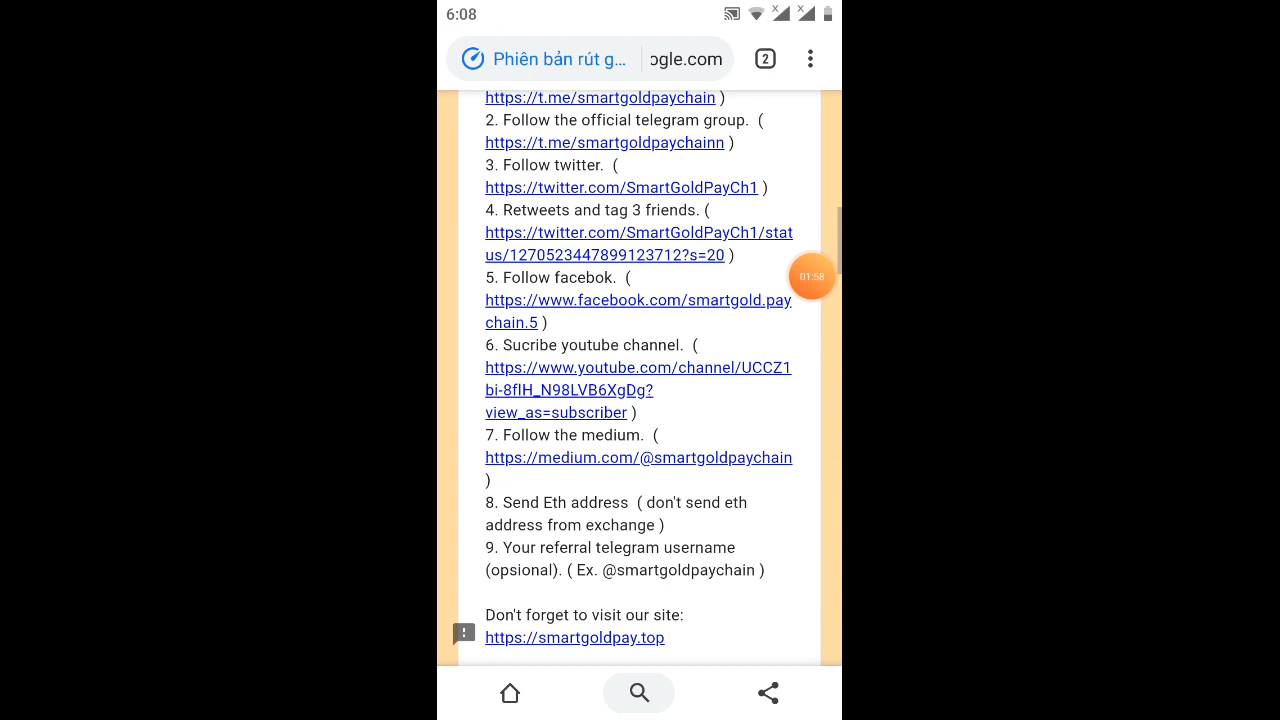 6:08
Phiên bản rút g...
ogle.com
2
https://t.me/smartgoldpaychain )
2. Follow the official telegram group.  (
https://t.me/smartgoldpaychainn )
3. Follow twitter.  (
https://twitter.com/SmartGoldPayCh1 )
4. Retweets and tag 3 friends. (
https://twitter.com/SmartGoldPayCh1/stat
us/1270523447899123712?s=20 )
01:58
5. Follow facebok.  (
https://www.facebook.com/smartgold.pay
chain.5 )
6. Sucribe youtube channel.  (
https://www.youtube.com/channel/UCCZ1
bi-8flH_N98LVB6XgDg?
view_as=subscriber )
7. Follow the medium.  (
https://medium.com/@smartgoldpaychain
)
8. Send Eth address  ( don't send eth
address from exchange )
9. Your referral telegram username
(opsional). ( Ex. @smartgoldpaychain )
Don't forget to visit our site:
https://smartgoldpay.top